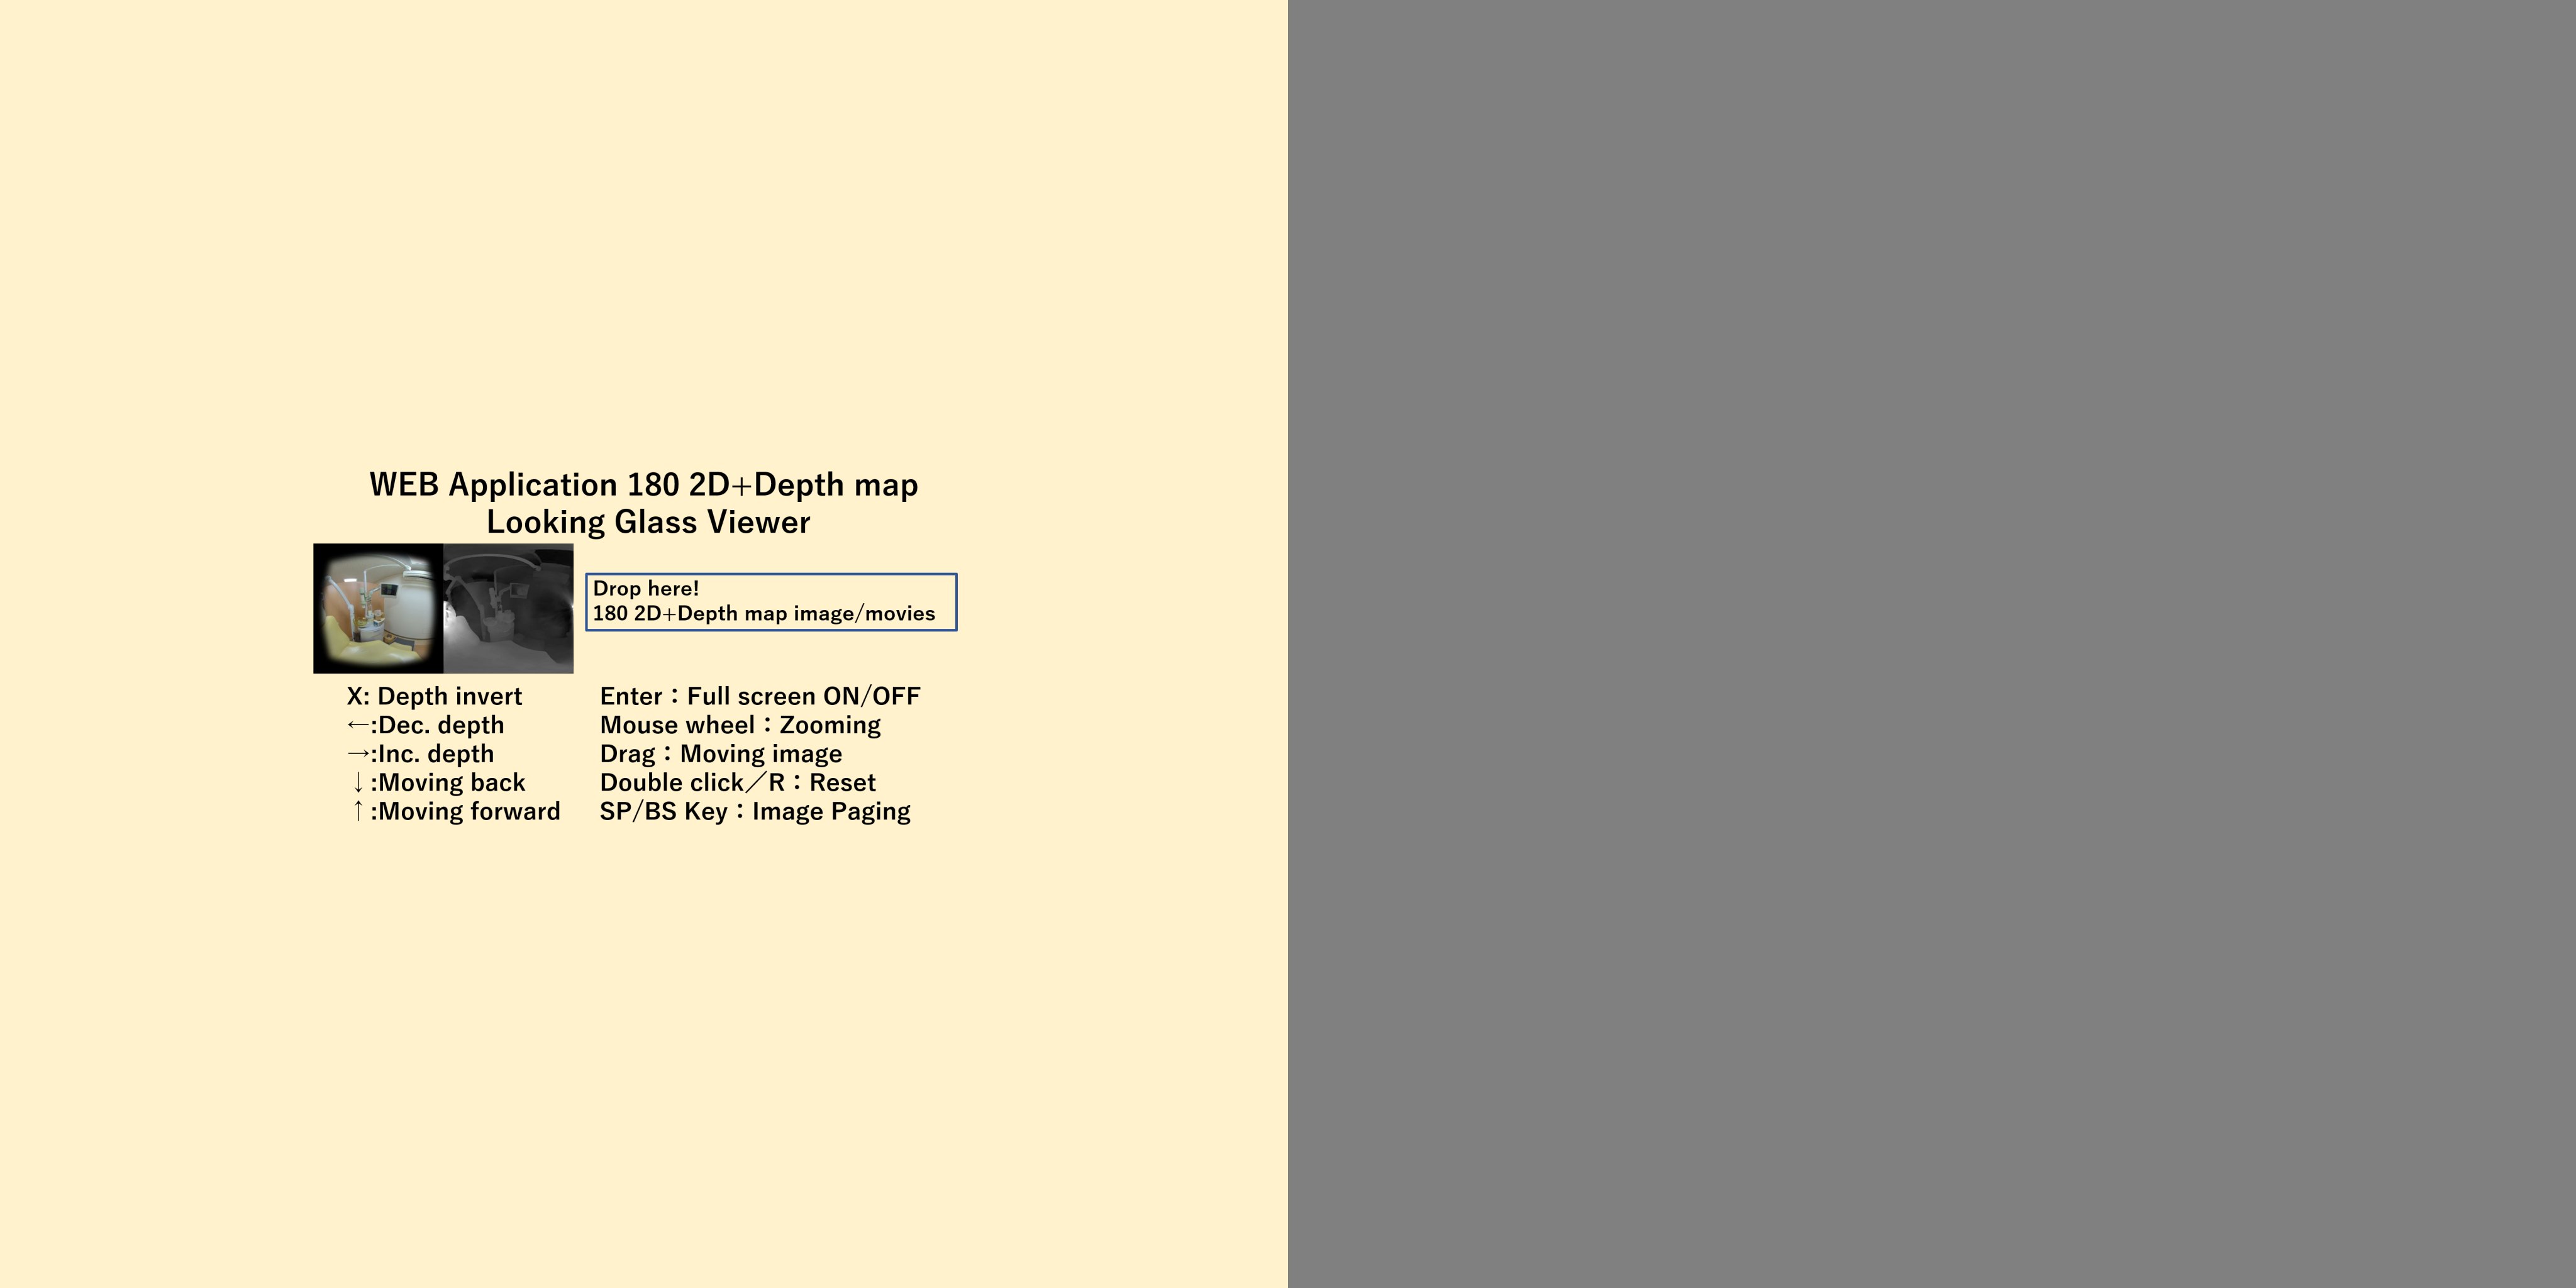 WEB Application 180 2D+Depth map
Looking Glass Viewer
Drop here!
180 2D+Depth map image/movies
X: Depth invert
←:Dec. depth
→:Inc. depth
↓:Moving back
↑:Moving forward
Enter：Full screen ON/OFF
Mouse wheel：Zooming
Drag：Moving image
Double click／R：Reset
SP/BS Key：Image Paging